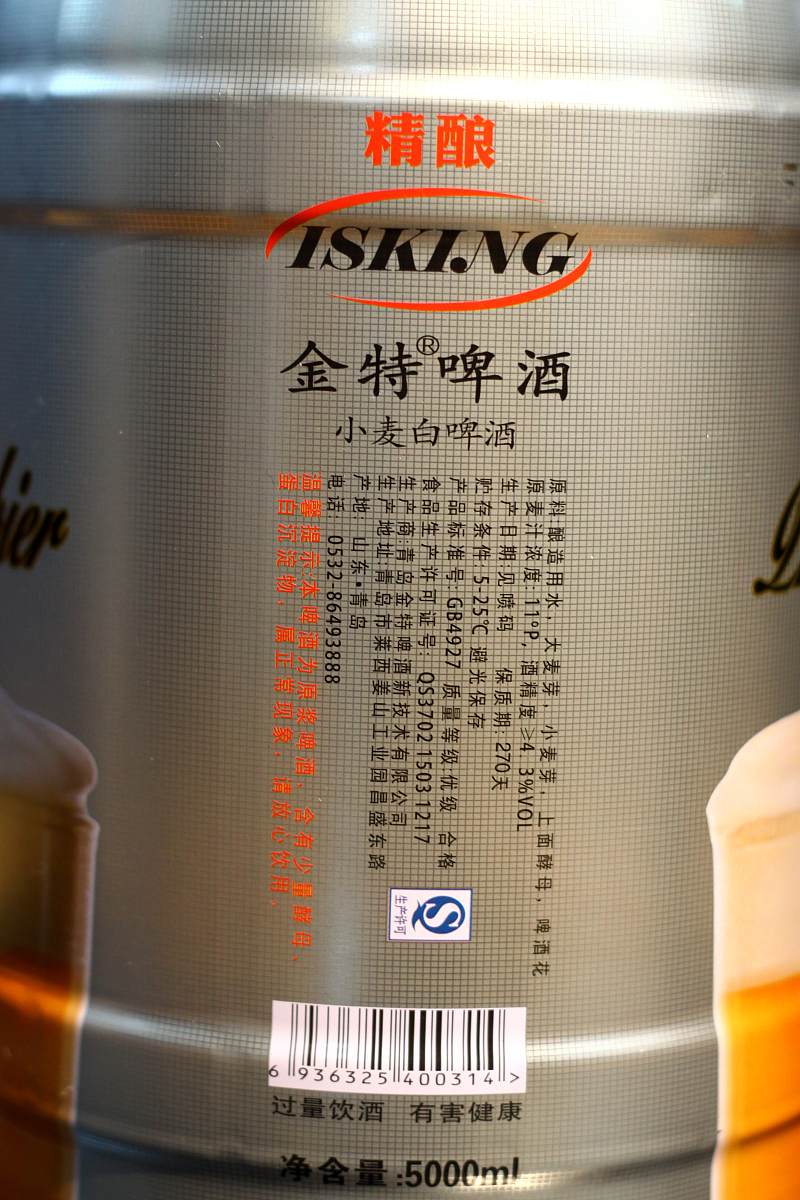 精酿
ISKING
金特®啤酒
小麦白啤酒
原料酿造用水，大麦芽，小麦芽，上面酵母，啤酒花
原麦汁浓度：11ºP，酒精度≥4.3%VOL
生产日期：见喷码 保质期：270天
贮存条件：5-25℃ 避光保存
产品标准号：GB4927 质量等级 优级 合格
食品生产许可证号：QS3702 1503 1217
生产商：青岛金特啤酒新技术有限公司
生产地址：青岛市莱西姜山工业园昌盛东路
产地：山东·青岛
电话：0532-86493888
温馨提示：本啤酒为原浆啤酒，含有少量酵母、
蛋白沉淀物，属正常现象，请放心饮用。
生产许可
6 936325 400314 >
过量饮酒 有害健康
净含量:5000ml